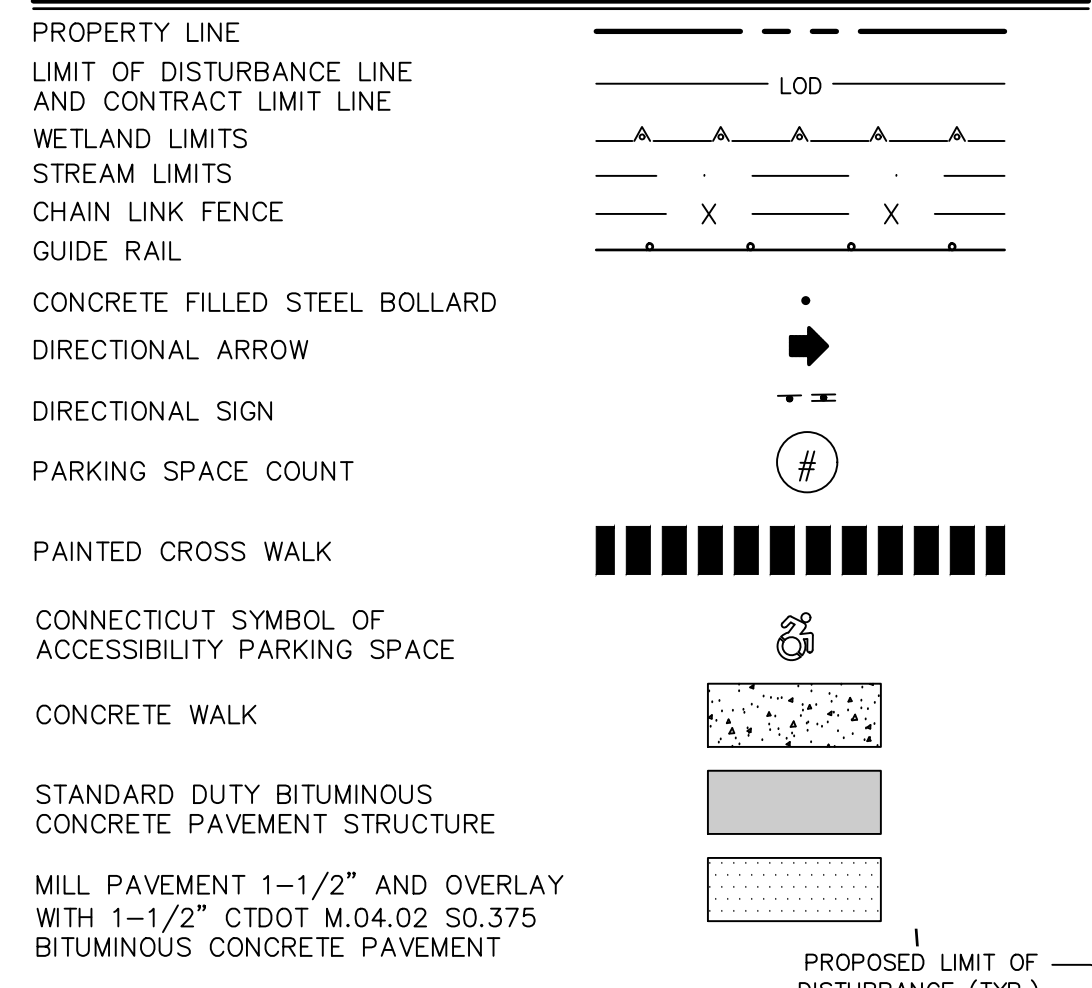 PROPERTY LINE
LIMIT OF DISTURBANCE LINE
AND CONTRACT LIMIT LINE
LOD
WETLAND LIMITS
STREAM LIMITS
CHAIN LINK FENCE
X X
GUIDE RAIL
CONCRETE FILLED STEEL BOLLARD
DIRECTIONAL ARROW
DIRECTIONAL SIGN
PARKING SPACE COUNT
#
PAINTED CROSS WALK
CONNECTICUT SYMBOL OF
ACCESSIBILITY PARKING SPACE
CONCRETE WALK
STANDARD DUTY BITUMINOUS
CONCRETE PAVEMENT STRUCTURE
MILL PAVEMENT 1-1/2" AND OVERLAY
WITH 1-1/2" CTDOT M.04.02 S0.375
BITUMINOUS CONCRETE PAVEMENT
PROPOSED LIMIT OF
DISTURBANCE (TYP.)